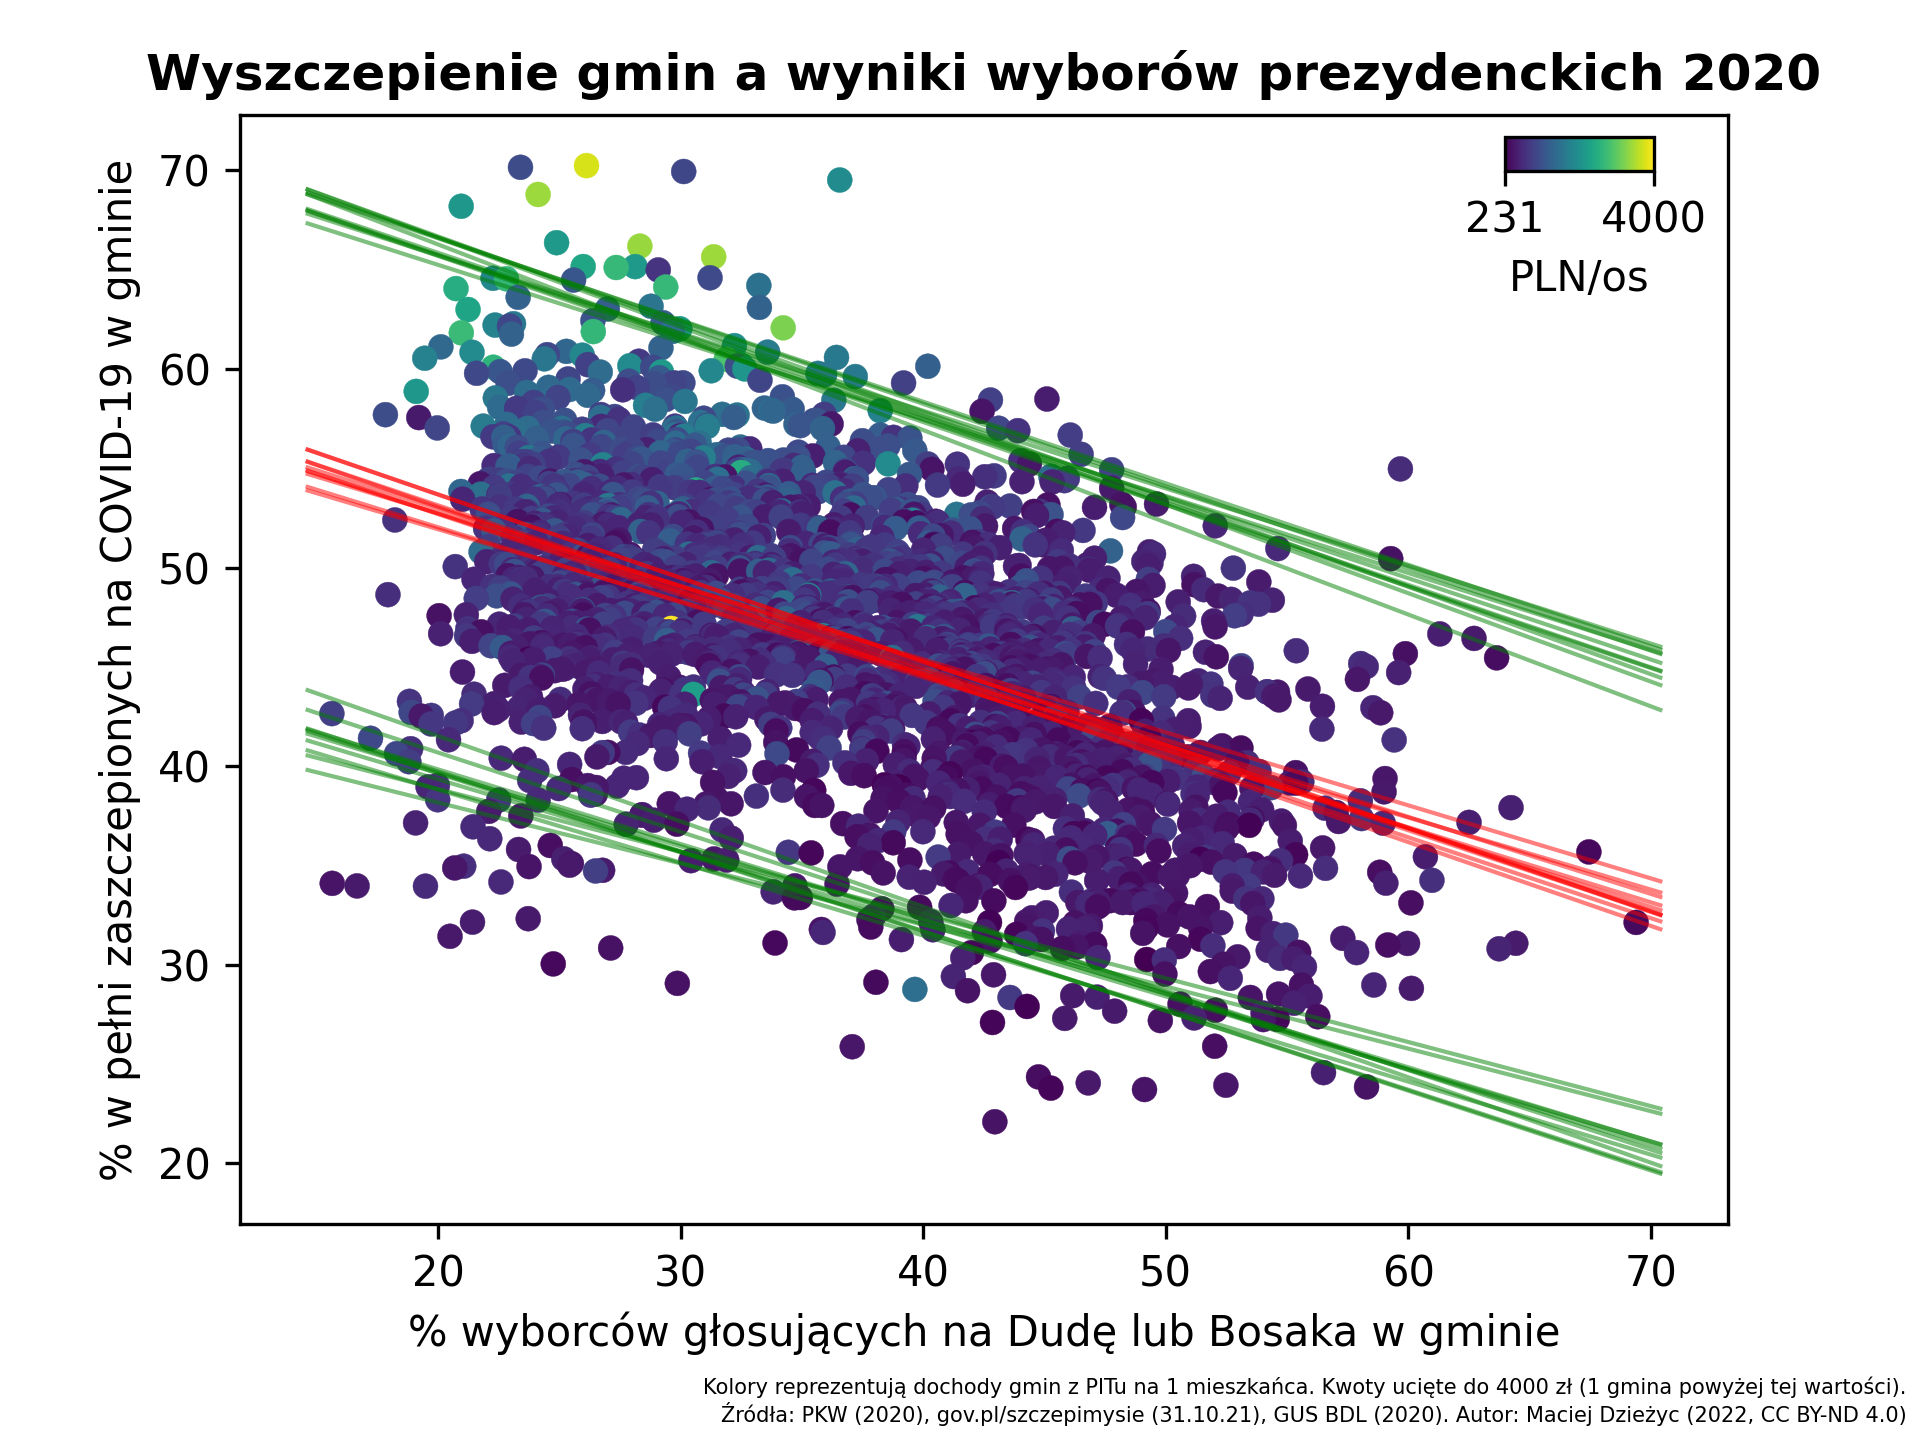 Wyszczepienie gmin a wyniki wyborów prezydenckich 2020
% w pełni zaszczepionych na COVID-19 w gminie
70
60
50
40
30
20
231 4000
PLN/os
20 30 40 50 60 70
% wyborców głosujących na Dudę lub Bosaka w gminie
Kolory reprezentują dochody gmin z PITu na 1 mieszkańca. Kwoty ucięte do 4000 zł (1 gmina powyżej tej wartości).
Źródła: PKW (2020), gov.pl/szczepimysie (31.10.21), GUS BDL (2020). Autor: Maciej Dzieżyc (2022, CC BY-ND 4.0)